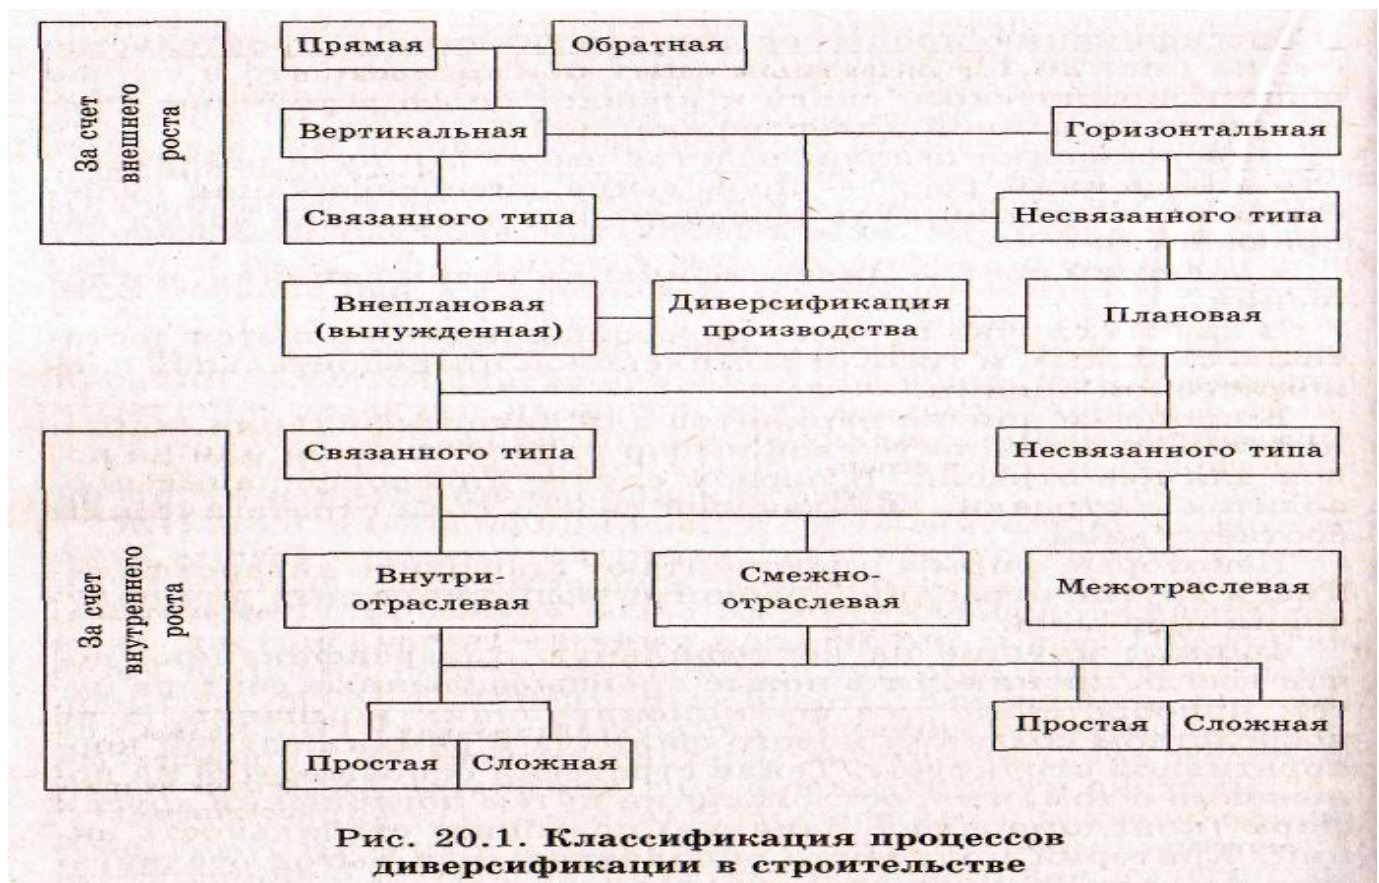 За счет
внешнего
роста
Прямая
Обратная
Вертикальная
Горизонтальная
Связанного типа
Несвязанного типа
Внеплановая
(вынужденная)
Диверсификация
производства
Плановая
За счет
внутреннего
роста
Связанного типа
Несвязанного типа
Внутри-
отраслевая
Смежно-
отраслевая
Межотраслевая
Простая
Сложная
Простая
Сложная
Рис. 20.1. Классификация процессов
диверсификации в строительстве